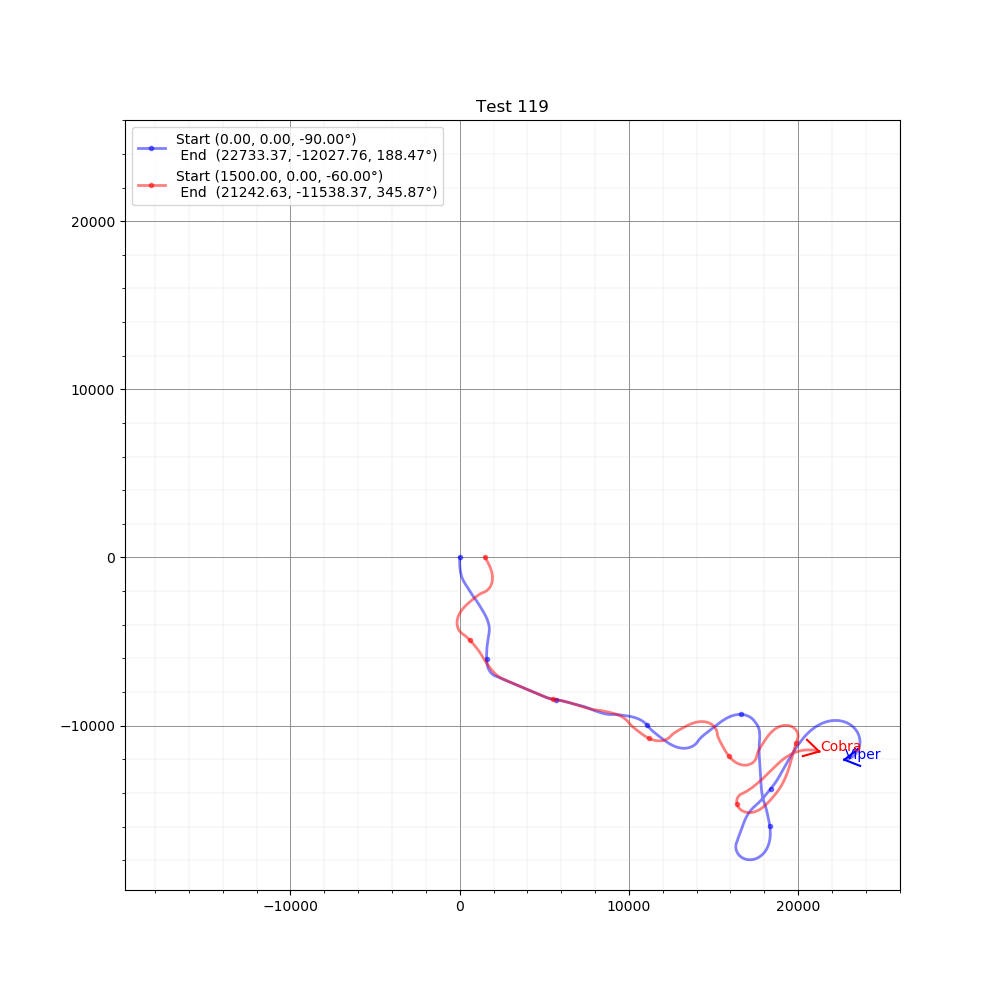 Test 119
Start (0.00, 0.00, -90.00°)
End (22733.37, -12027.76, 188.47°)
Start (1500.00, 0.00, -60.00°)
End (21242.63, -11538.37, 345.87°)
20000
10000
0
−10000
Cobra
Viper
−10000
0
10000
20000